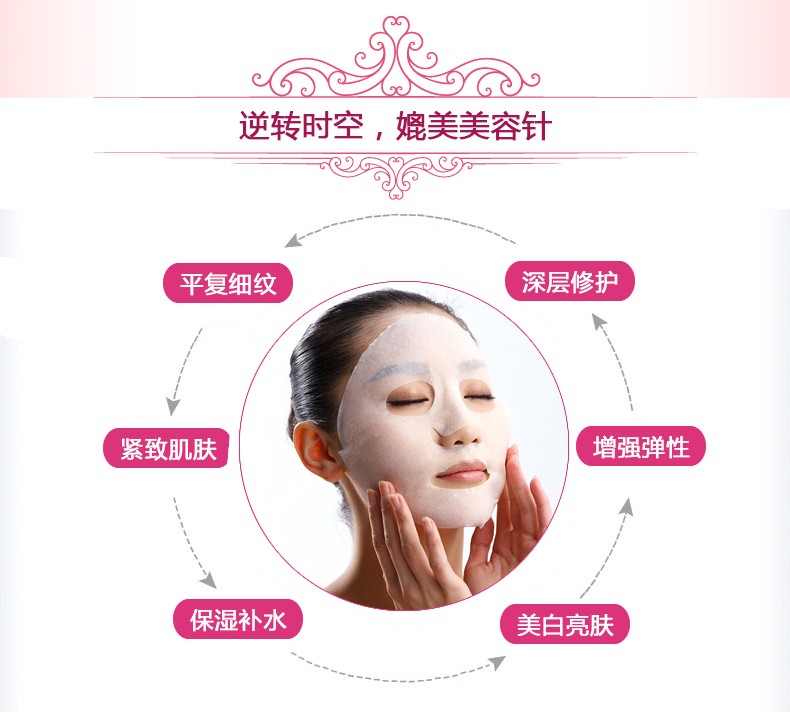 逆转时空，媲美美容针
平复细纹
深层修护
紧致肌肤
增强弹性
保湿补水
美白亮肤